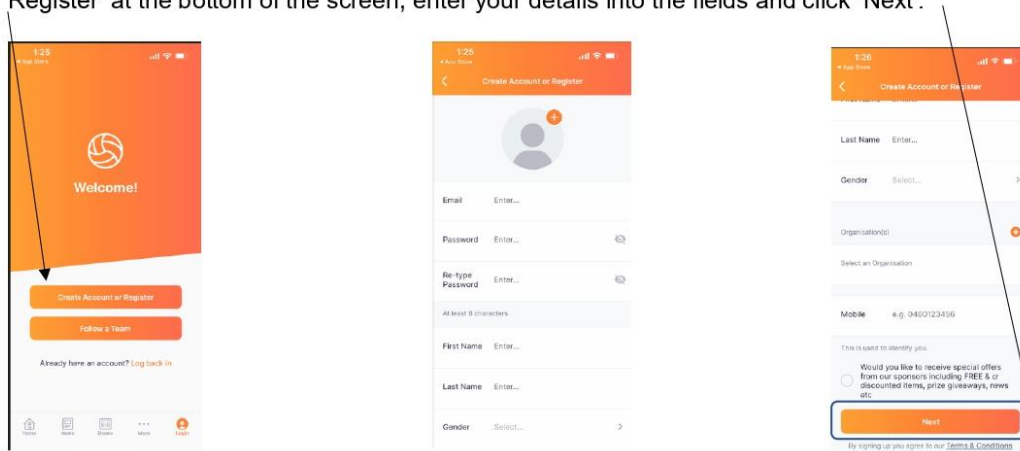 Register' at the bottom of the screen, enter your details into the fields and click 'Next'.
1:25
App Store
Welcome!
Create Account or Register
Follow a Team
Already have an account? Log back in
Home
News
Draws
More
Login
1:25
App Store
Create Account or Register
Email Enter...
Password Enter...
Re-type
Password Enter...
At least 8 characters
First Name Enter...
Last Name Enter...
Gender Select...
1:26
App Store
Create Account or Register
Last Name Enter...
Gender Select...
Organisation(s)
Select an Organisation
Mobile e.g. 0400123456
This is used to identify you.
Would you like to receive special offers
from our sponsors including FREE & or
discounted items, prize giveaways, news
etc
Next
By signing up you agree to our Terms & Conditions